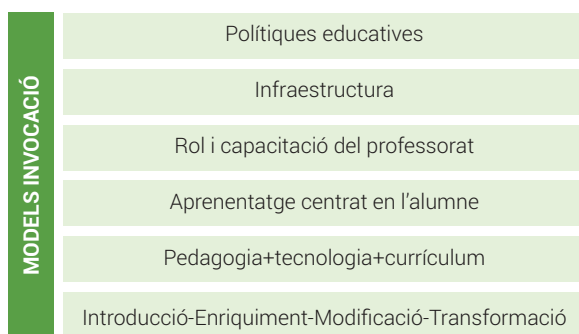 MODELS INVOCACIÓ
Polítiques educatives
Infraestructura
Rol i capacitació del professorat
Aprenentatge centrat en l'alumne
Pedagogia+tecnologia+currículum
Introducció-Enriquiment-Modificació-Transformació